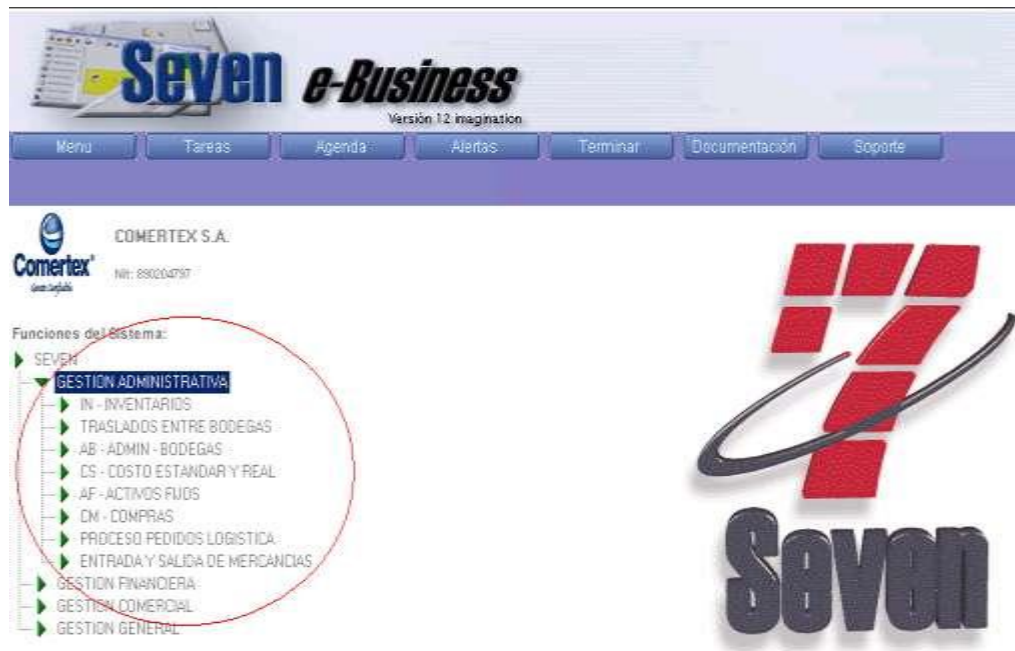 Seven e-Business
Versión 12 imagination
Menu Tareas Agenda Alertas Terminar Documentación Soporte
COMERTEX S.A.
Comertex
Nit: 890204797
Funciones del Sistema:
SEVEN
GESTION ADMINISTRATIVA
IN - INVENTARIOS
TRASLADOS ENTRE BODEGAS
AB - ADMIN - BODEGAS
CS - COSTO ESTANDAR Y REAL
AF - ACTIVOS FIJOS
CM - COMPRAS
PROCESO PEDIDOS LOGISTICA
ENTRADA Y SALIDA DE MERCANCIAS
GESTION FINANCIERA
GESTION COMERCIAL
GESTION GENERAL
7
Seven